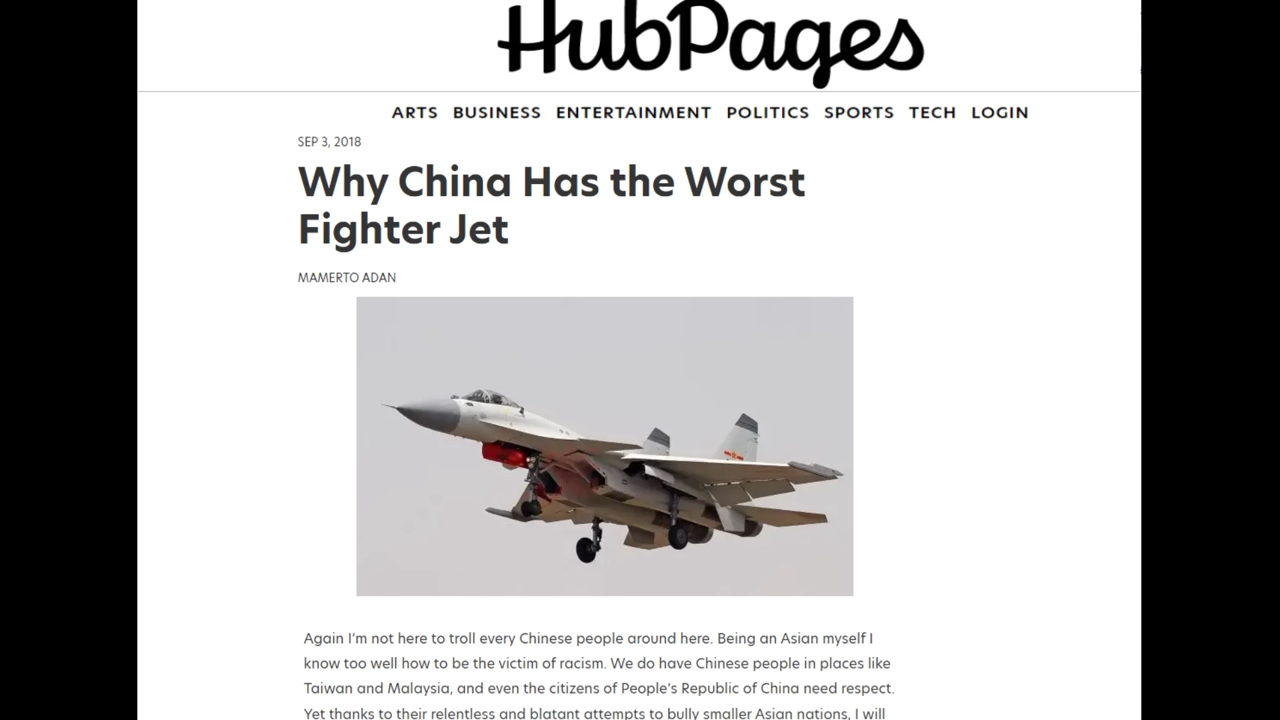 HubPages
ARTS BUSINESS ENTERTAINMENT POLITICS SPORTS TECH LOGIN
SEP 3, 2018
Why China Has the Worst
Fighter Jet
MAMERTO ADAN
Again I'm not here to troll every Chinese people around here. Being an Asian myself I
know too well how to be the victim of racism. We do have Chinese people in places like
Taiwan and Malaysia, and even the citizens of People's Republic of China need respect.
Yet thanks to their relentless and blatant attempts to bully smaller Asian nations, I will